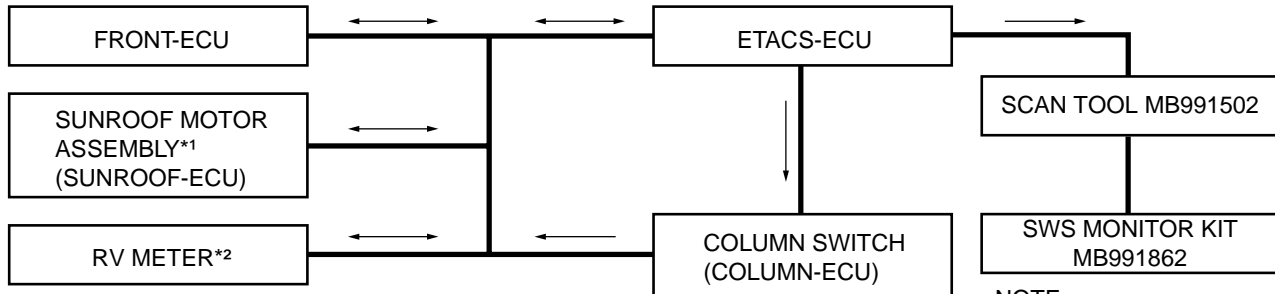 FRONT-ECU
ETACS-ECU
SUNROOF MOTOR
ASSEMBLY*¹
(SUNROOF-ECU)
SCAN TOOL MB991502
RV METER*²
COLUMN SWITCH
(COLUMN-ECU)
SWS MONITOR KIT
MB991862